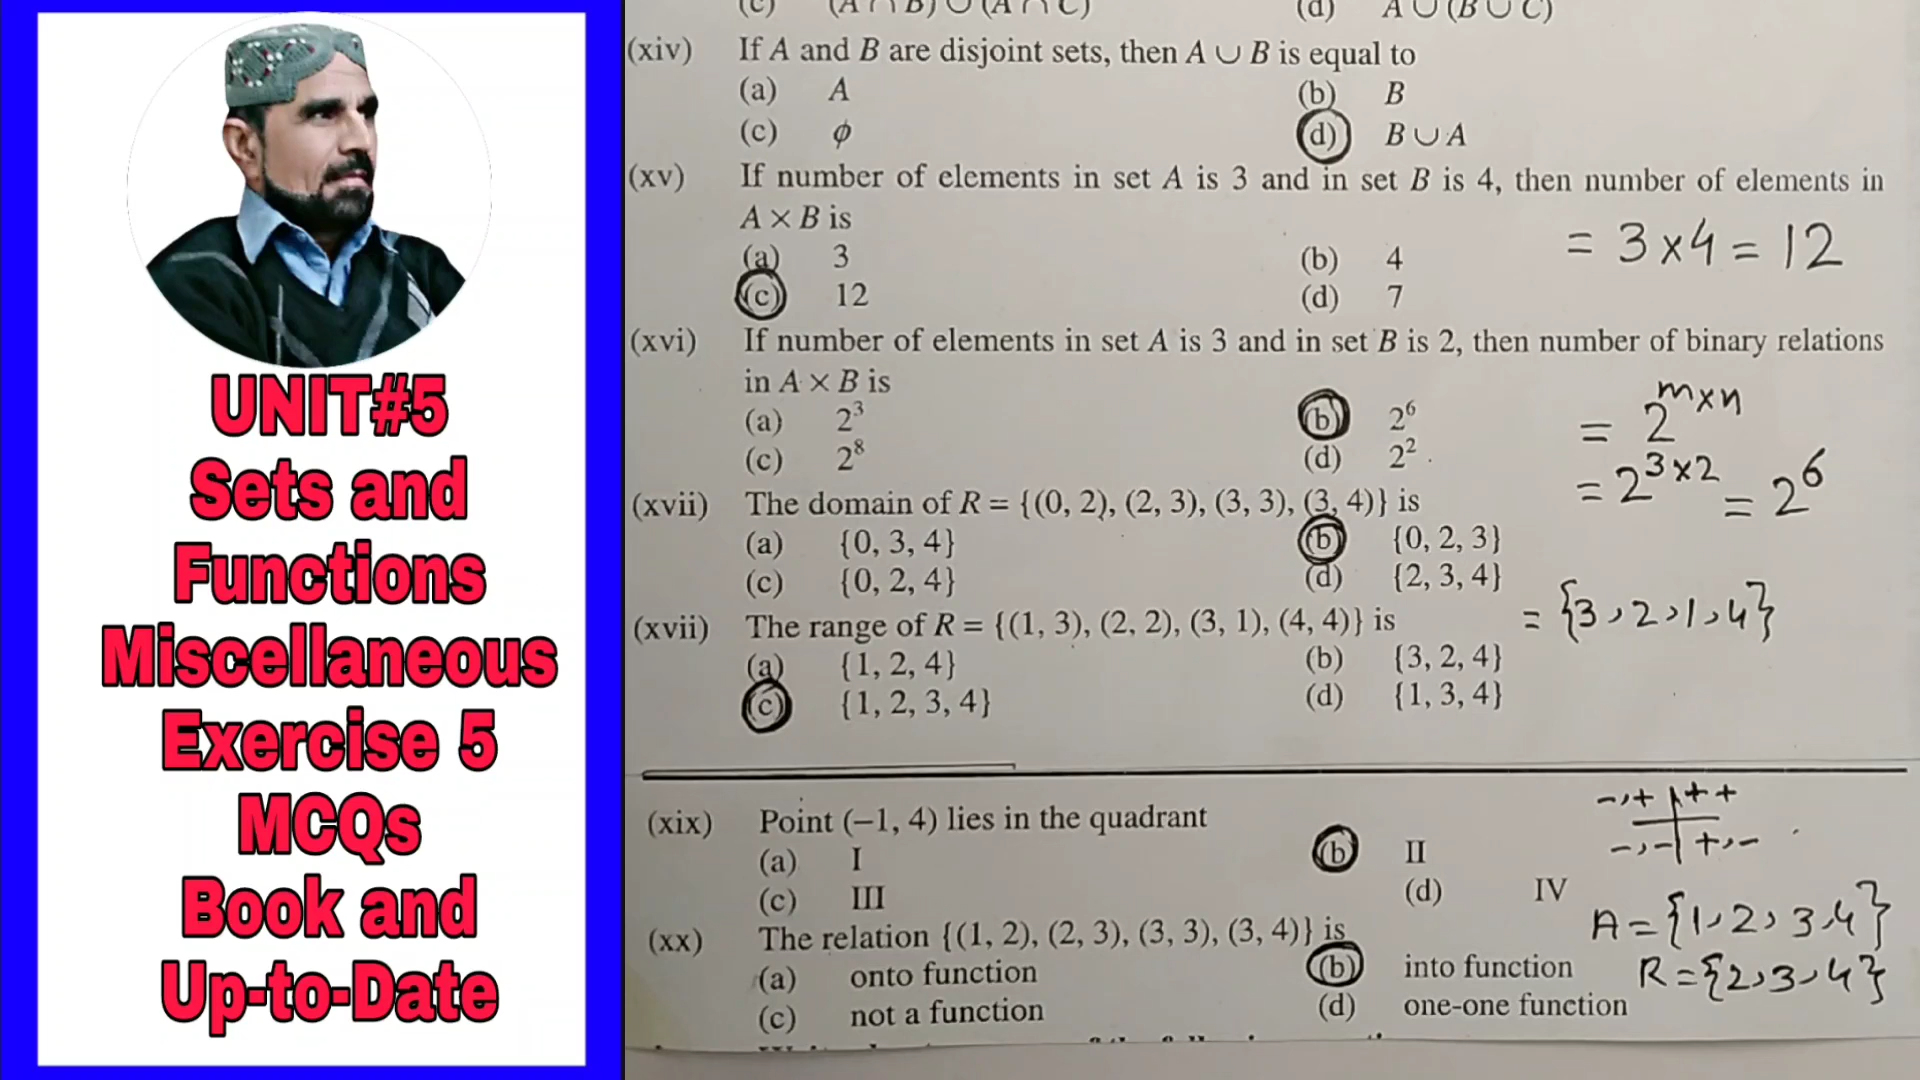 UNIT#5
Sets and
Functions
Miscellaneous
Exercise 5
MCQs
Book and
Up-to-Date
(c) (A ∩ B) ∪ (A ∩ C) (d) A ∪ (B ∪ C)
(xiv) If A and B are disjoint sets, then A ∪ B is equal to
(a) A (b) B
(c) ϕ (d) B ∪ A
(xv) If number of elements in set A is 3 and in set B is 4, then number of elements in
A × B is
= 3 × 4 = 12
(a) 3 (b) 4
(c) 12 (d) 7
(xvi) If number of elements in set A is 3 and in set B is 2, then number of binary relations
in A × B is
(a) 2³ (b) 2⁶
(c) 2⁸ (d) 2²
= 2^m×n
= 2^3×2 = 2⁶
(xvii) The domain of R = {(0, 2), (2, 3), (3, 3), (3, 4)} is
(a) {0, 3, 4} (b) {0, 2, 3}
(c) {0, 2, 4} (d) {2, 3, 4}
(xvii) The range of R = {(1, 3), (2, 2), (3, 1), (4, 4)} is = {3, 2, 1, 4}
(a) {1, 2, 4} (b) {3, 2, 4}
(c) {1, 2, 3, 4} (d) {1, 3, 4}
(xix) Point (−1, 4) lies in the quadrant
-,+ ++
-,- +,-
(a) I (b) II
(c) III (d) IV
A = {1, 2, 3, 4}
(xx) The relation {(1, 2), (2, 3), (3, 3), (3, 4)} is
(a) onto function (b) into function
R = {2, 3, 4}
(c) not a function (d) one-one function